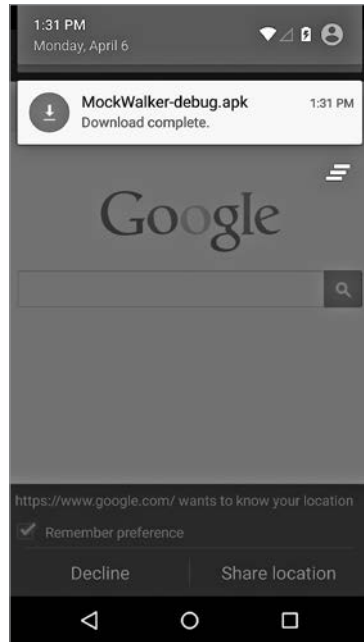 1:31 PM
Monday, April 6
MockWalker-debug.apk 1:31 PM
Download complete.
Google
https://www.google.com/ wants to know your location
Remember preference
Decline Share location